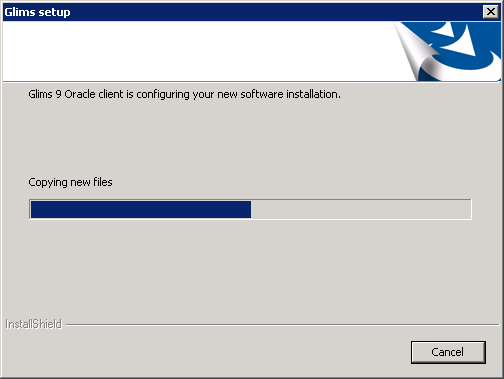 Glims setup
Glims 9 Oracle client is configuring your new software installation.
Copying new files
InstallShield
Cancel